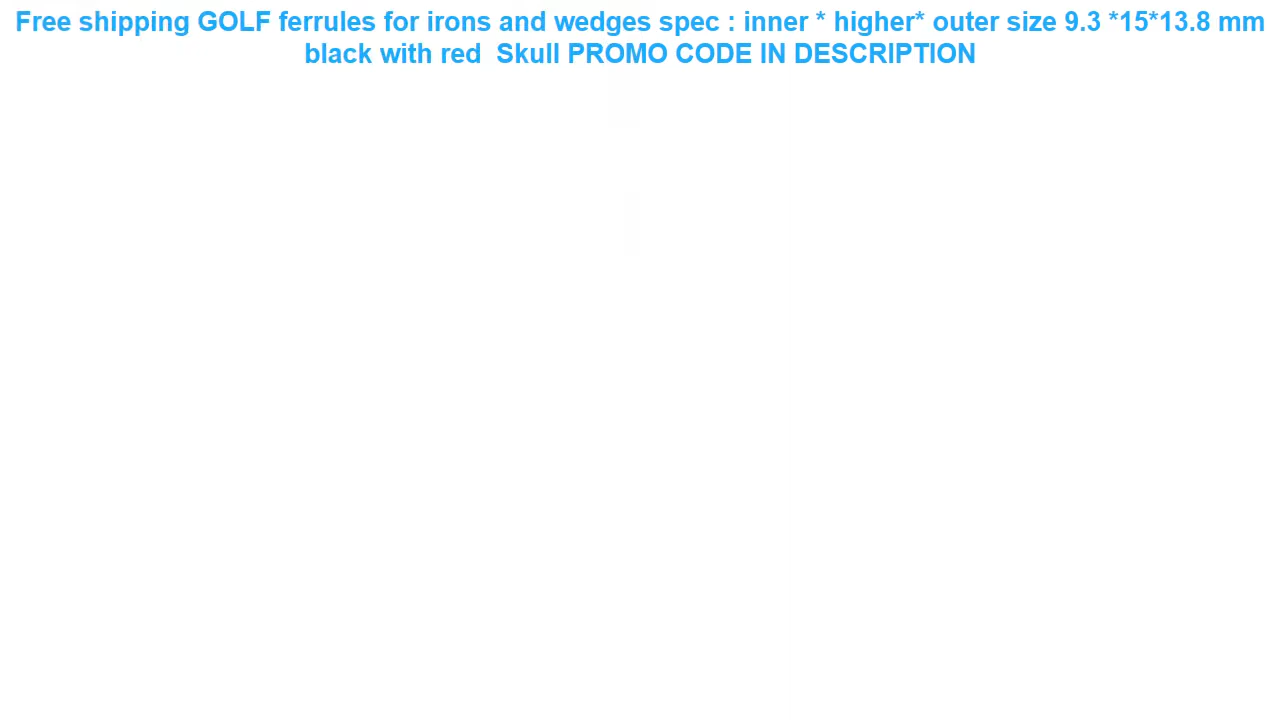 Free shipping GOLF ferrules for irons and wedges spec : inner * higher* outer size 9.3 *15*13.8 mm
black with red  Skull PROMO CODE IN DESCRIPTION